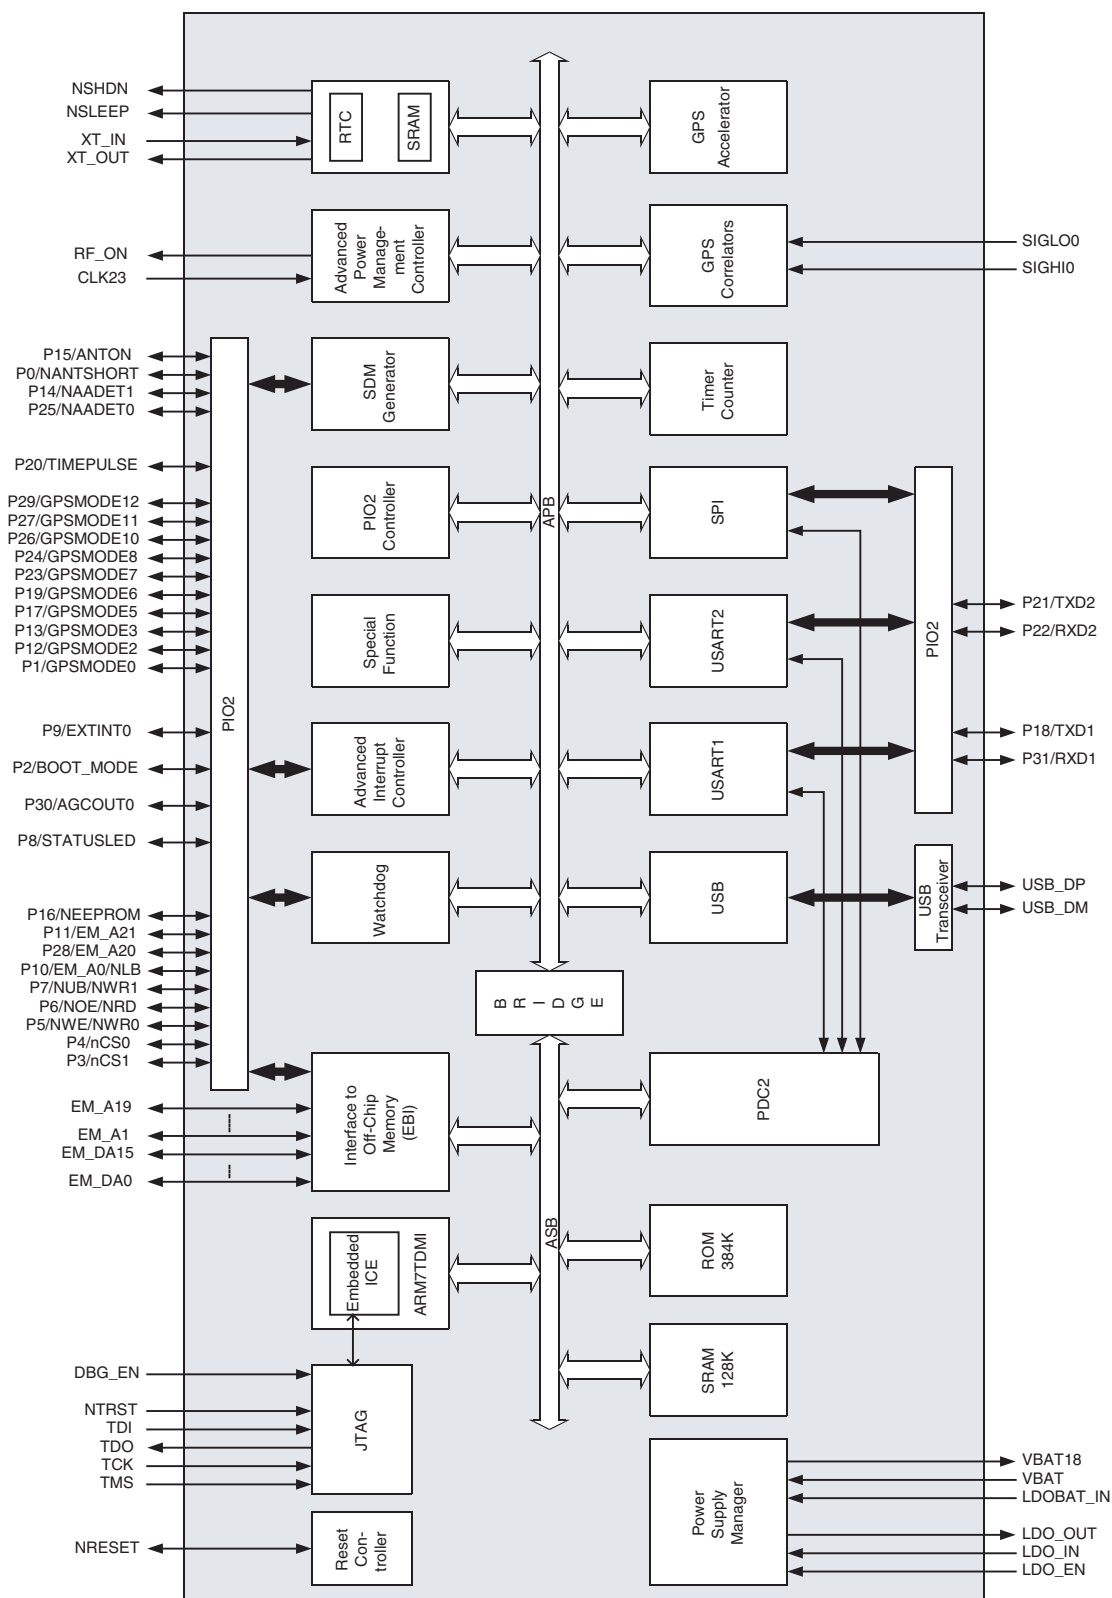 NSHDN
NSLEEP
XT_IN
XT_OUT
RF_ON
CLK23
P15/ANTON
P0/NANTSHORT
P14/NAADET1
P25/NAADET0
P20/TIMEPULSE
P29/GPSMODE12
P27/GPSMODE11
P26/GPSMODE10
P24/GPSMODE8
P23/GPSMODE7
P19/GPSMODE6
P17/GPSMODE5
P13/GPSMODE3
P12/GPSMODE2
P1/GPSMODE0
P9/EXTINT0
P2/BOOT_MODE
P30/AGCOUT0
P8/STATUSLED
P16/NEEPROM
P11/EM_A21
P28/EM_A20
P10/EM_A0/NLB
P7/NUB/NWR1
P6/NOE/NRD
P5/NWE/NWR0
P4/nCS0
P3/nCS1
EM_A19
EM_A1
EM_DA15
EM_DA0
DBG_EN
NTRST
TDI
TDO
TCK
TMS
NRESET
PIO2
RTC
SRAM
Advanced
Power
Manage-
ment
Controller
SDM
Generator
PIO2
Controller
Special
Function
Advanced
Interrupt
Controller
Watchdog
Interface to
Off-Chip
Memory
(EBI)
Embedded
ICE
ARM7TDMI
JTAG
Reset
Con-
troller
APB
BRIDGE
ASB
GPS
Accelerator
GPS
Correlators
Timer
Counter
SPI
USART2
USART1
USB
PDC2
ROM
384K
SRAM
128K
Power
Supply
Manager
PIO2
USB
Transceiver
SIGLO0
SIGHI0
P21/TXD2
P22/RXD2
P18/TXD1
P31/RXD1
USB_DP
USB_DM
VBAT18
VBAT
LDOBAT_IN
LDO_OUT
LDO_IN
LDO_EN